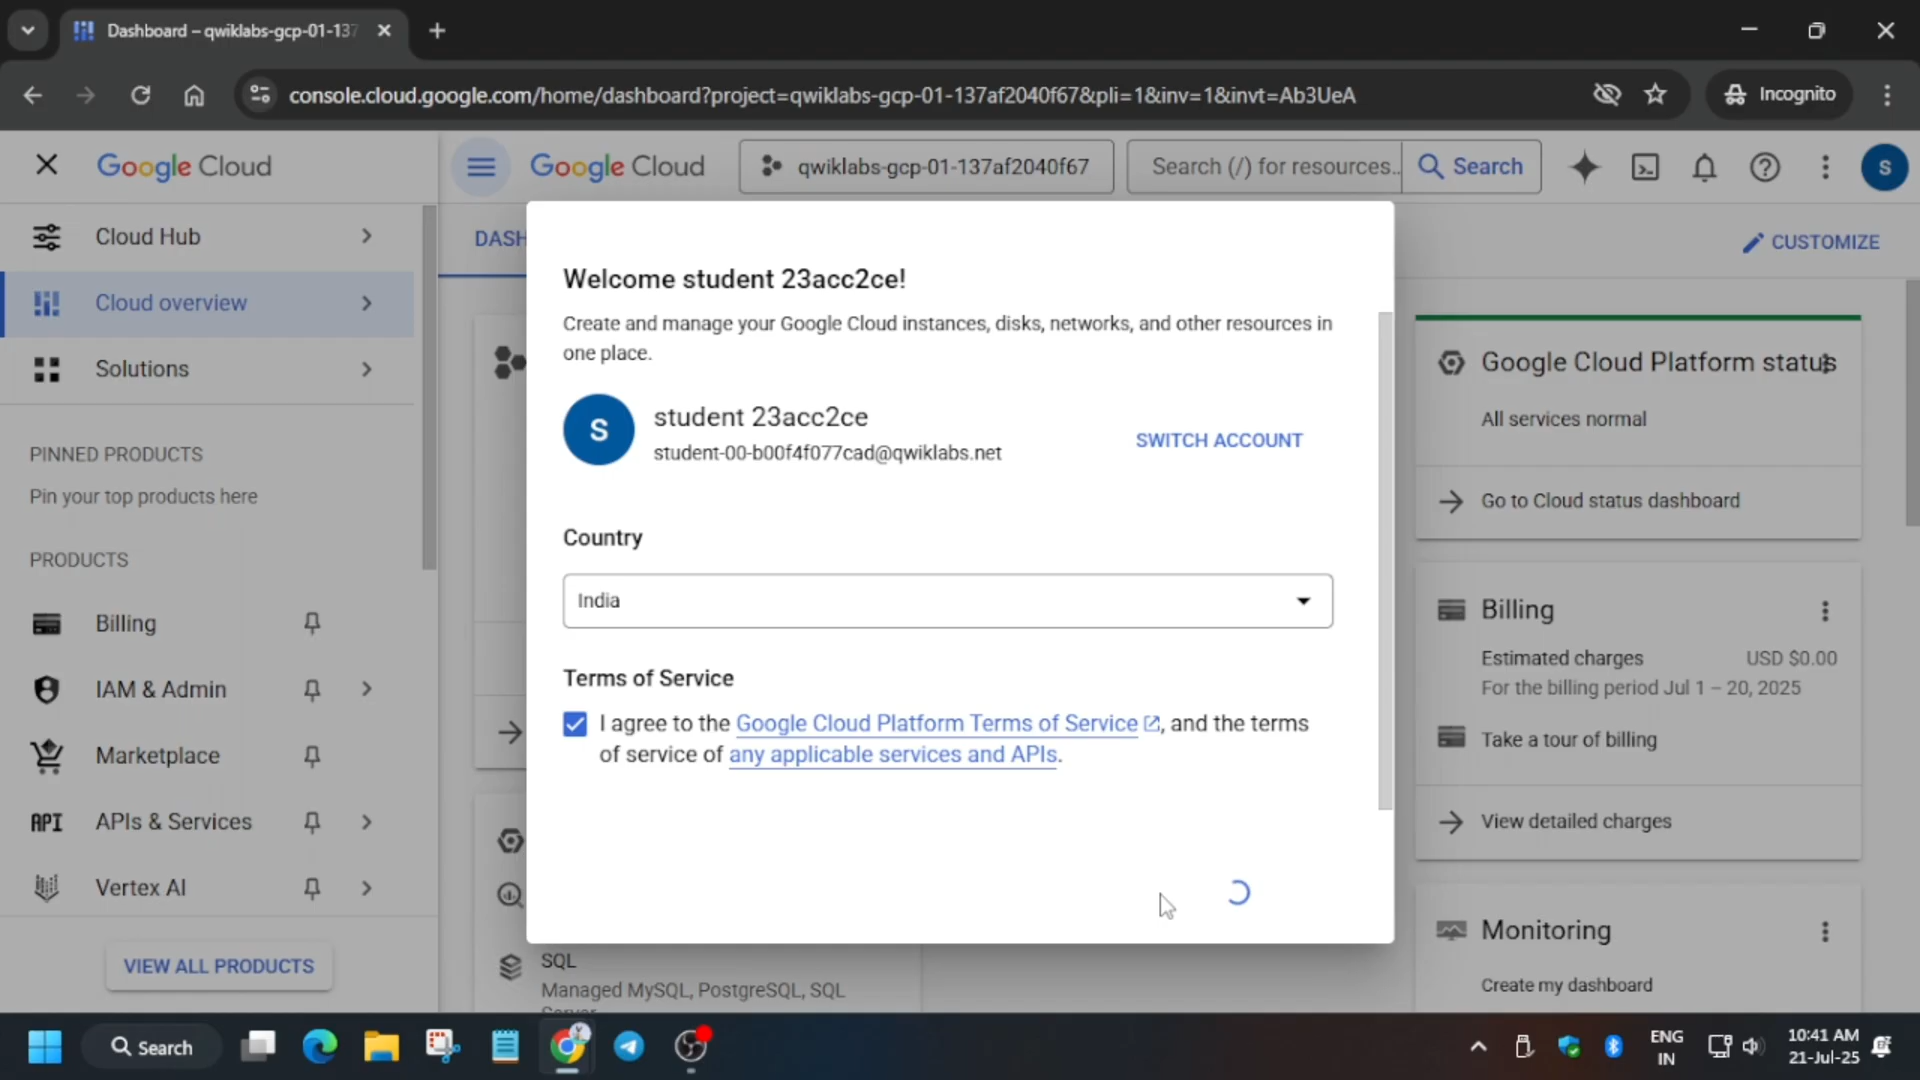 Dashboard – qwiklabs-gcp-01-137
console.cloud.google.com/home/dashboard?project=qwiklabs-gcp-01-137af2040f67&pli=1&inv=1&invt=Ab3UeA
Incognito
Google Cloud
Google Cloud
qwiklabs-gcp-01-137af2040f67
Search (/) for resources..
Search
S
Cloud Hub
Cloud overview
Solutions
PINNED PRODUCTS
Pin your top products here
PRODUCTS
Billing
IAM & Admin
Marketplace
API
APIs & Services
Vertex AI
VIEW ALL PRODUCTS
DASH
CUSTOMIZE
Welcome student 23acc2ce!
Create and manage your Google Cloud instances, disks, networks, and other resources in
one place.
S
student 23acc2ce
student-00-b00f4f077cad@qwiklabs.net
SWITCH ACCOUNT
Country
India
Terms of Service
I agree to the Google Cloud Platform Terms of Service, and the terms
of service of any applicable services and APIs.
SQL
Managed MySQL, PostgreSQL, SQL
Google Cloud Platform status
All services normal
Go to Cloud status dashboard
Billing
Estimated charges USD $0.00
For the billing period Jul 1 – 20, 2025
Take a tour of billing
View detailed charges
Monitoring
Create my dashboard
Search
ENG
IN
10:41 AM
21-Jul-25